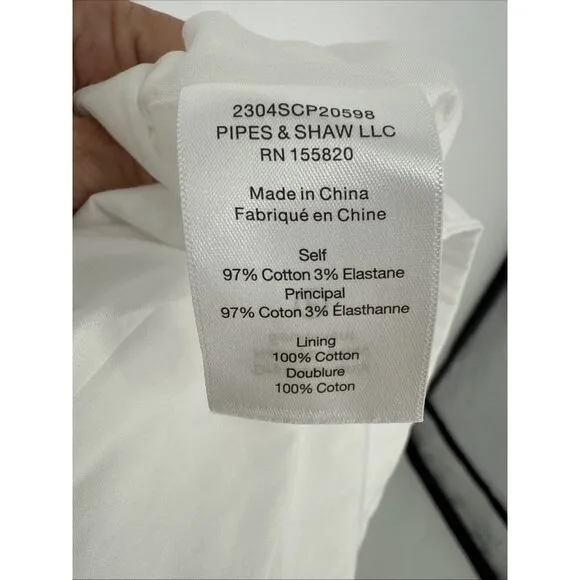 2304SCP20598
PIPES & SHAW LLC
RN 155820
Made in China
Fabriqué en Chine
Self
97% Cotton 3% Elastane
Principal
97% Coton 3% Élasthanne
Lining
100% Cotton
Doublure
100% Coton